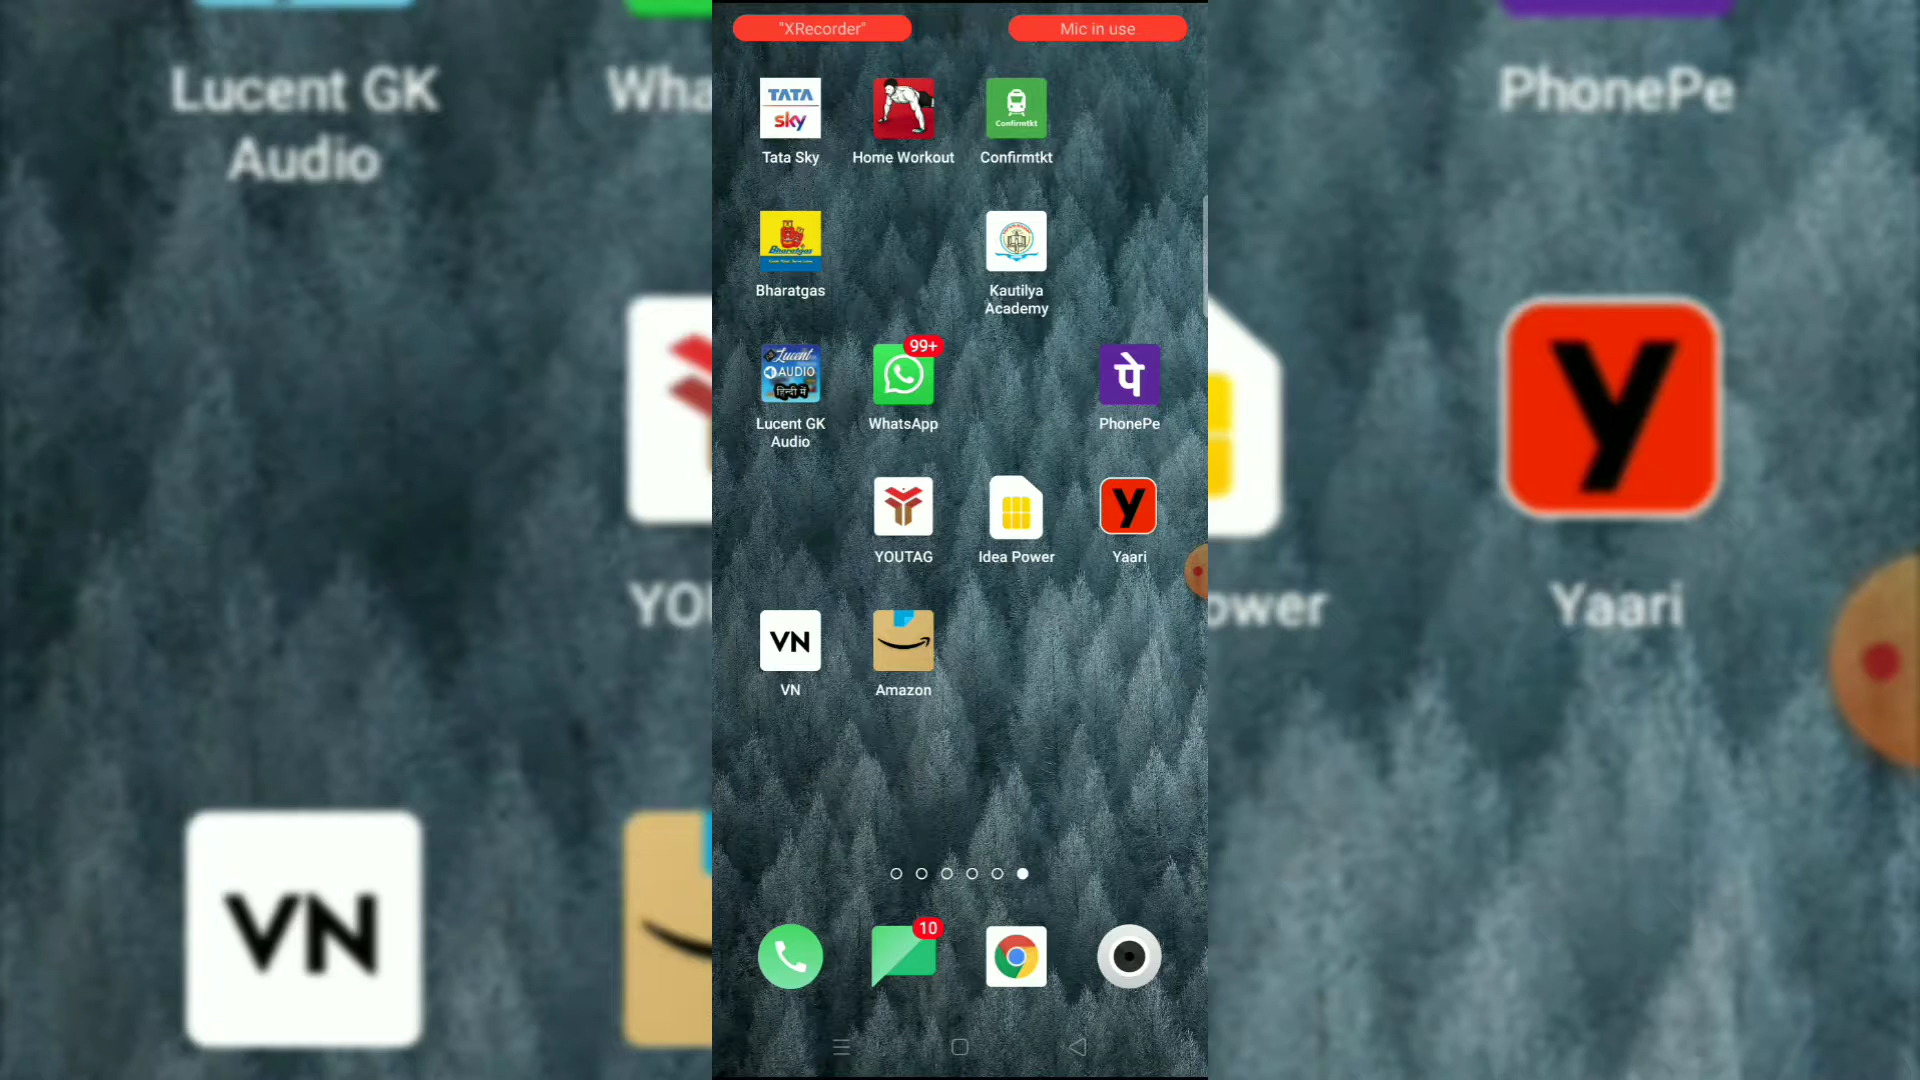 "XRecorder"
Mic in use
Lucent GK
Audio
Wha
PhonePe
TATA
sky
Confirmtkt
Tata Sky
Home Workout
Confirmtkt
Bharatgas
Bharatgas
Kautilya
Academy
Lucent
AUDIO
हिन्दी में
99+
पे
Lucent GK
Audio
WhatsApp
PhonePe
y
y
YOUTAG
Idea Power
Yaari
YO
ower
Yaari
VN
VN
Amazon
VN
10